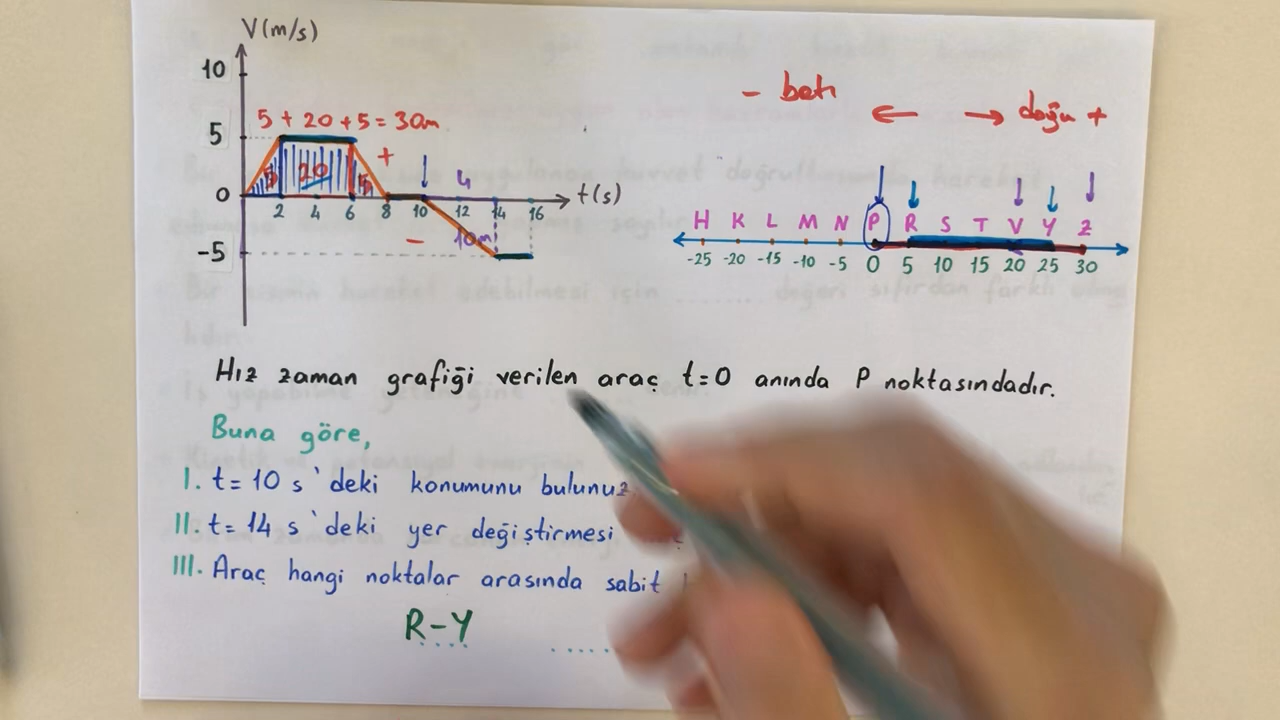 V(m/s)
10
5 + 20 + 5 = 30m
5
5 20 5 +
4
0 2 4 6 8 10 12 14 16 t(s)
- 10m
-5
- batı ← → doğu +
H K L M N P R S T V Y Z
-25 -20 -15 -10 -5 0 5 10 15 20 25 30
Hız zaman grafiği verilen araç t=0 anında P noktasındadır.
Buna göre,
I. t= 10 s 'deki konumunu bulunuz
II. t= 14 s 'deki yer değiştirmesi
III. Araç hangi noktalar arasında sabit
R-Y